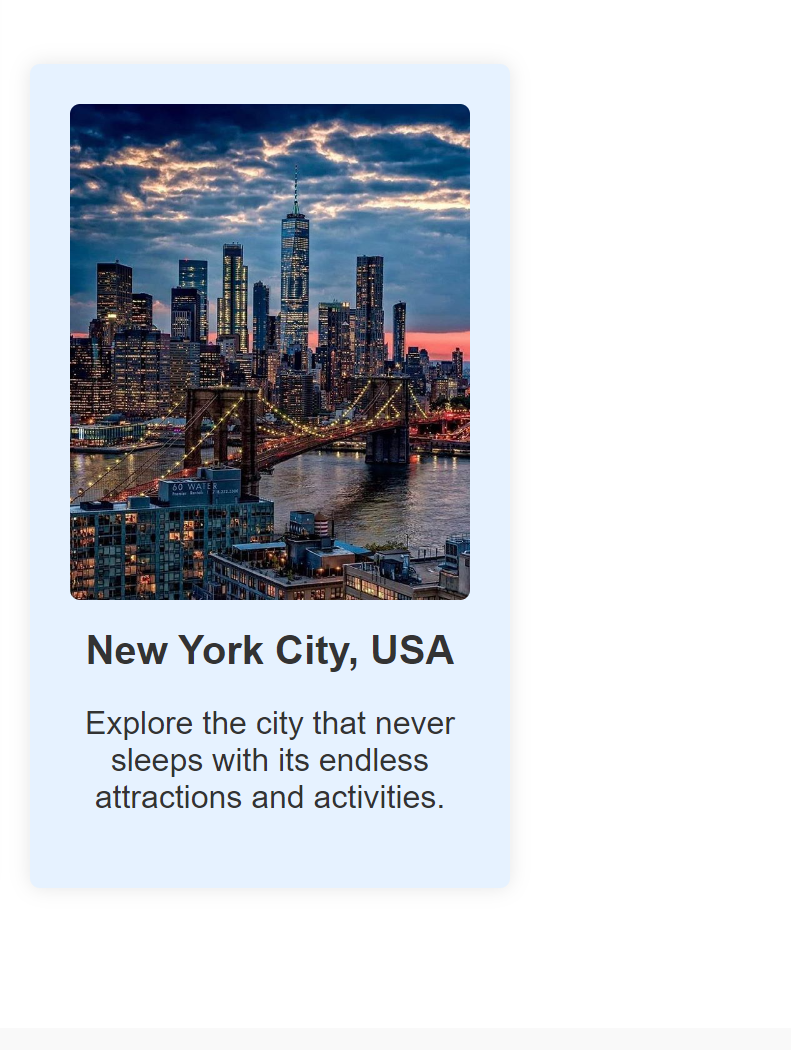 60 WATER
New York City, USA
Explore the city that never
sleeps with its endless
attractions and activities.